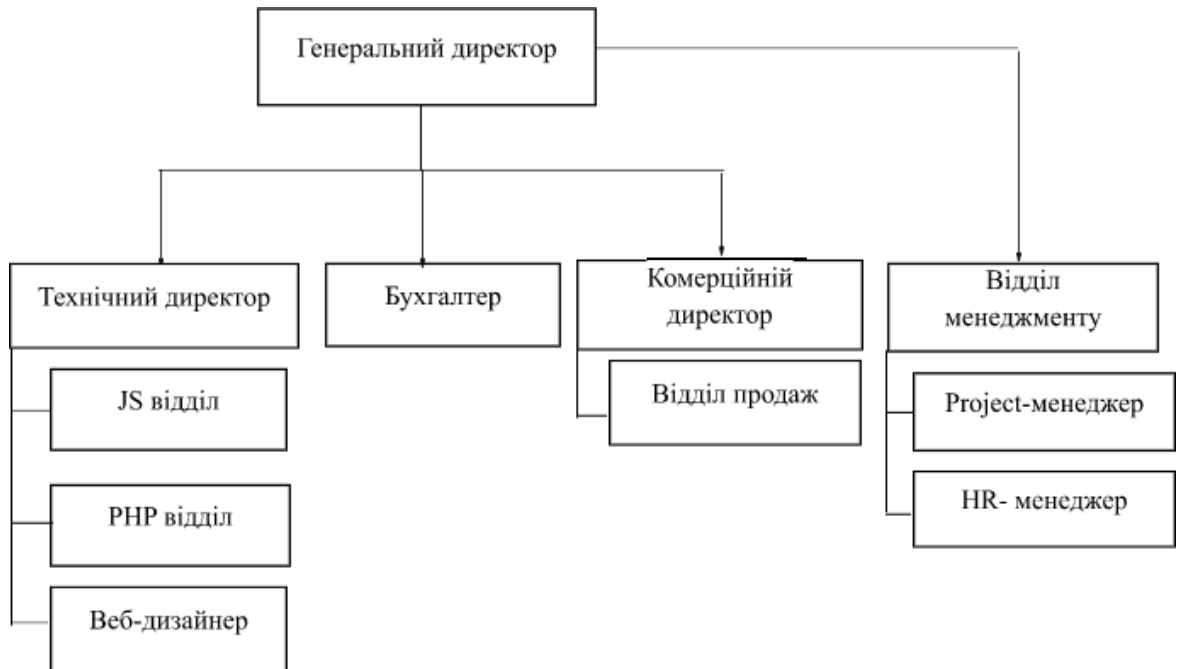 Генеральний директор
Технічний директор
Бухгалтер
Комерційній
директор
Відділ
менеджменту
JS відділ
PHP відділ
Веб-дизайнер
Відділ продаж
Project-менеджер
HR- менеджер